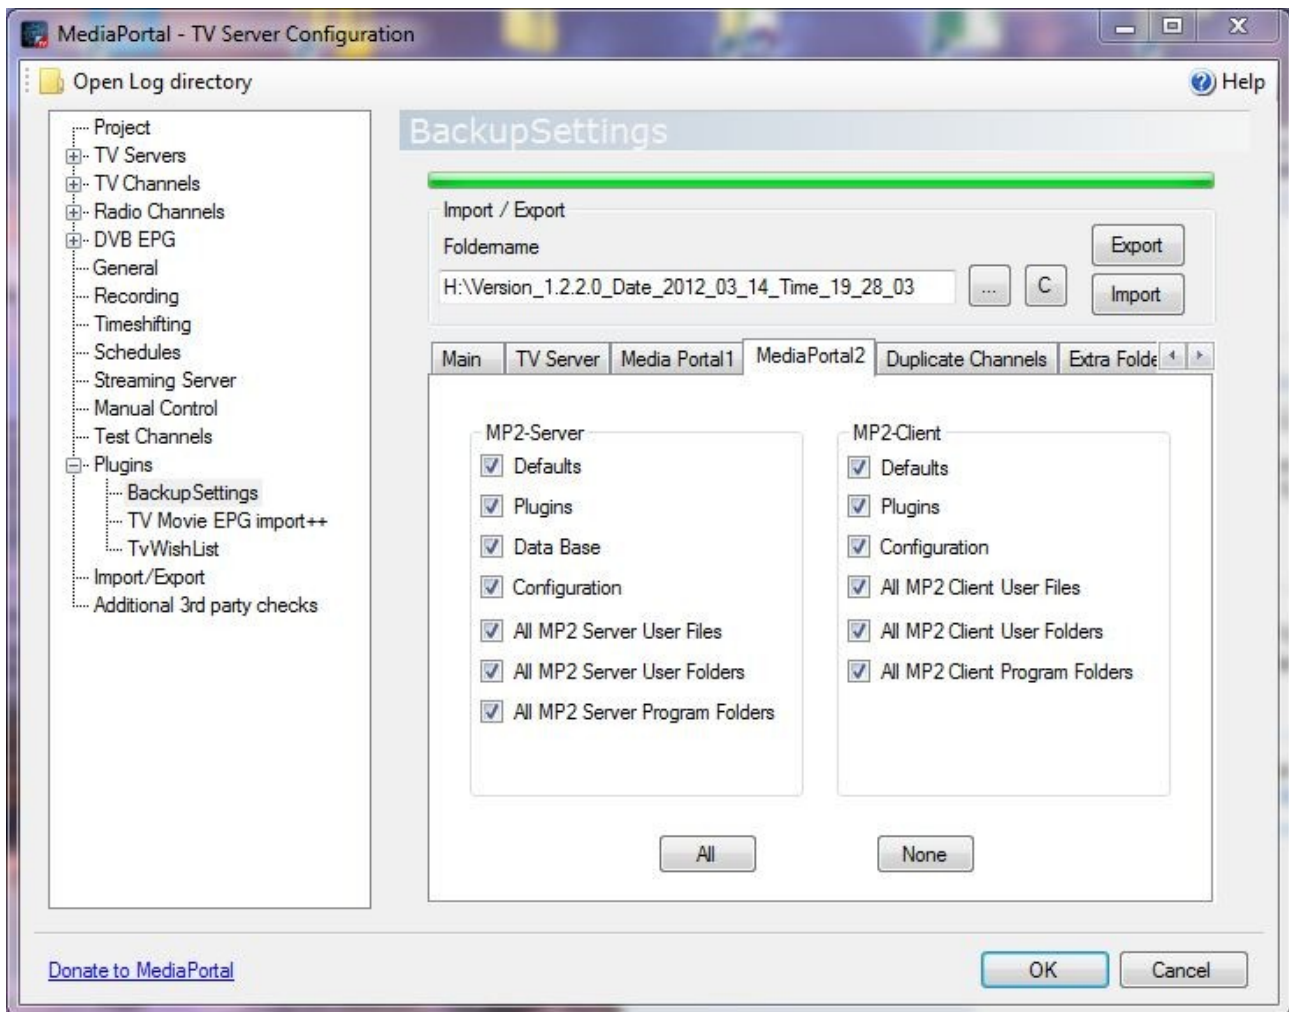 MediaPortal - TV Server Configuration
Open Log directory
Help
Project
TV Servers
TV Channels
Radio Channels
DVB EPG
General
Recording
Timeshifting
Schedules
Streaming Server
Manual Control
Test Channels
Plugins
BackupSettings
TV Movie EPG import++
TvWishList
Import/Export
Additional 3rd party checks
BackupSettings
Import / Export
Foldername
H:\Version_1.2.2.0_Date_2012_03_14_Time_19_28_03
...
C
Export
Import
Main
TV Server
Media Portal1
MediaPortal2
Duplicate Channels
Extra Folde
MP2-Server
Defaults
Plugins
Data Base
Configuration
All MP2 Server User Files
All MP2 Server User Folders
All MP2 Server Program Folders
MP2-Client
Defaults
Plugins
Configuration
All MP2 Client User Files
All MP2 Client User Folders
All MP2 Client Program Folders
All
None
Donate to MediaPortal
OK
Cancel